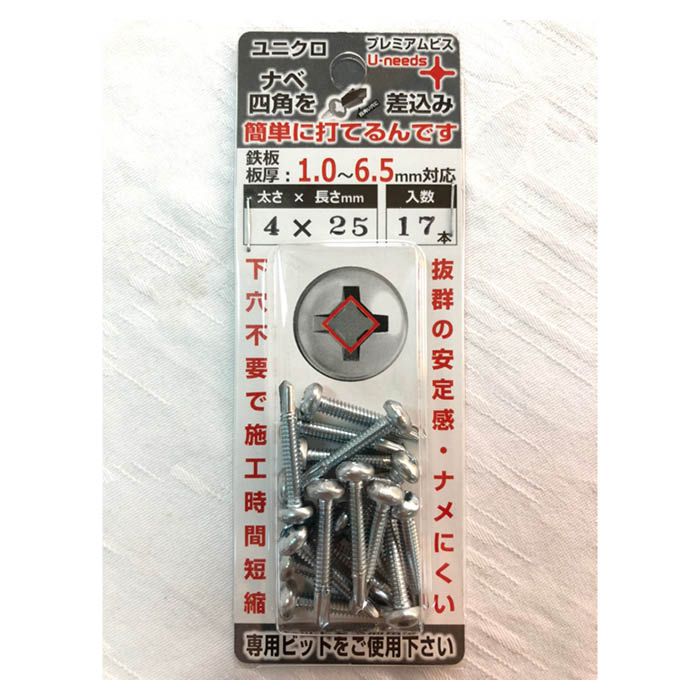 ユニクロ
プレミアムビス
U-needs
ナベ
四角を 差込み
簡単に打てるんです
鉄板
板厚:1.0〜6.5mm対応
太さ × 長さmm 入数
4 × 25 17本
下穴不要で施工時間短縮
抜群の安定感・ナメにくい
専用ビットをご使用下さい